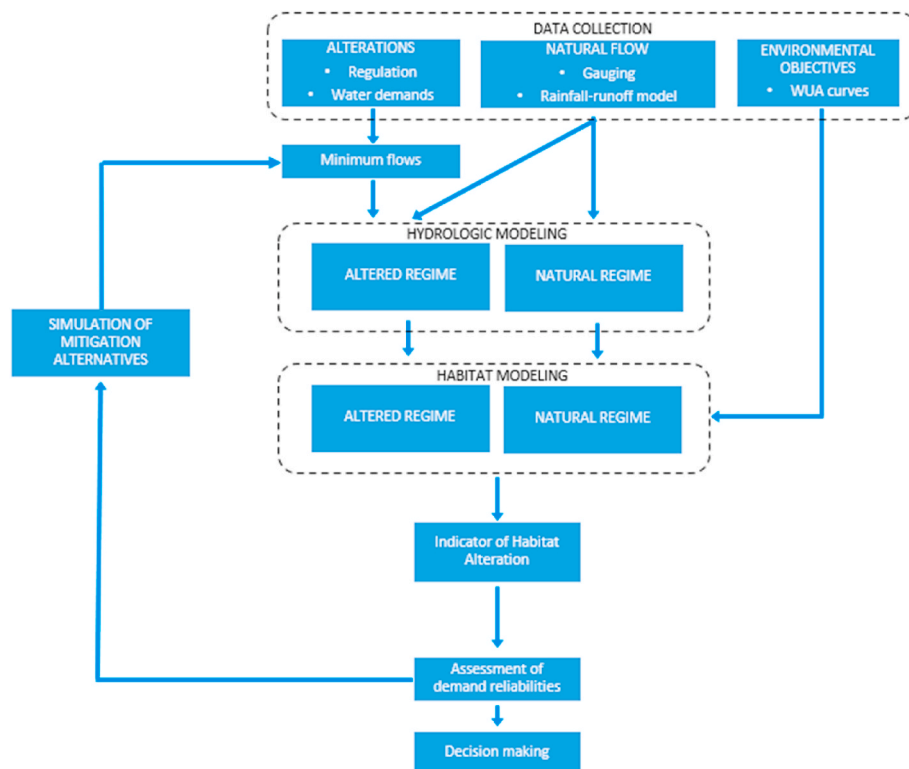 DATA COLLECTION
ALTERATIONS
• Regulation
• Water demands
NATURAL FLOW
• Gauging
• Rainfall-runoff model
ENVIRONMENTAL
OBJECTIVES
• WUA curves
Minimum flows
HYDROLOGIC MODELING
ALTERED REGIME
NATURAL REGIME
SIMULATION OF
MITIGATION
ALTERNATIVES
HABITAT MODELING
ALTERED REGIME
NATURAL REGIME
Indicator of Habitat
Alteration
Assessment of
demand reliabilities
Decision making